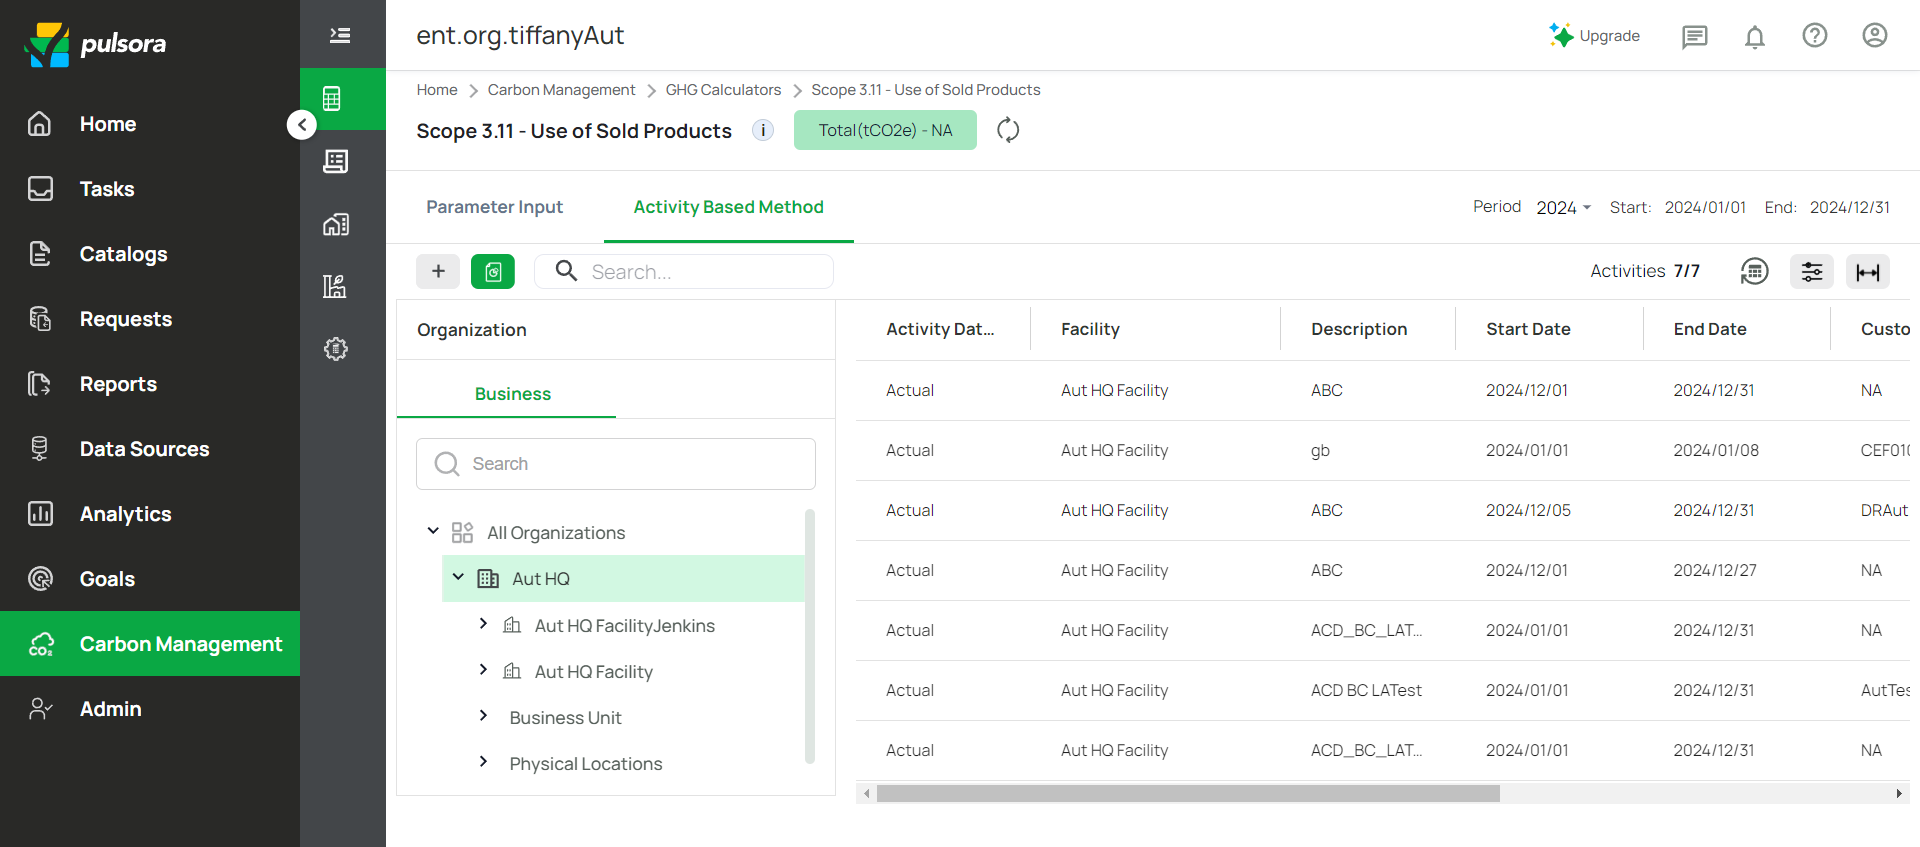 pulsora
Home
Tasks
Catalogs
Requests
Reports
Data Sources
Analytics
Goals
Carbon Management
Admin
ent.org.tiffanyAut
Upgrade
Home > Carbon Management > GHG Calculators > Scope 3.11 - Use of Sold Products
Scope 3.11 - Use of Sold Products i Total(tCO2e) - NA
Parameter Input Activity Based Method
Period 2024 Start: 2024/01/01 End: 2024/12/31
+ Search...
Activities 7/7
Organization
Business
Search
All Organizations
Aut HQ
Aut HQ FacilityJenkins
Aut HQ Facility
Business Unit
Physical Locations
Activity Dat... Facility Description Start Date End Date Custo
Actual Aut HQ Facility ABC 2024/12/01 2024/12/31 NA
Actual Aut HQ Facility gb 2024/01/01 2024/01/08 CEF010
Actual Aut HQ Facility ABC 2024/12/05 2024/12/31 DRAut
Actual Aut HQ Facility ABC 2024/12/01 2024/12/27 NA
Actual Aut HQ Facility ACD_BC_LAT... 2024/01/01 2024/12/31 NA
Actual Aut HQ Facility ACD BC LATest 2024/01/01 2024/12/31 AutTes
Actual Aut HQ Facility ACD_BC_LAT... 2024/01/01 2024/12/31 NA